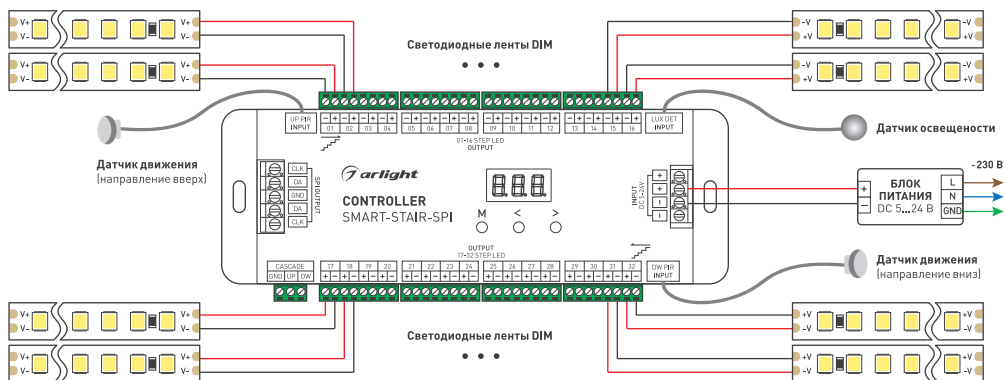 V+
V-
V+
V-
Светодиодные ленты DIM
-V
+V
-V
+V
UP PIR
INPUT
- + - + - + - +
01 02 03 04
- + - + - + - +
05 06 07 08
- + - + - + - +
09 10 11 12
- + - + - + - +
13 14 15 16
LUX DET
INPUT
01-16 STEP LED
OUTPUT
Датчик движения
(направление вверх)
Датчик освещености
CLK
DA
GND
DA
CLK
SPI OUTPUT
arlight
CONTROLLER
SMART-STAIR-SPI
888
M < >
INPUT
DC 5-24V
+
+
–
–
+
–
БЛОК
ПИТАНИЯ
DC 5...24 В
L
N
GND
~230 В
OUTPUT
17-32 STEP LED
CASCADE
GND UP DW
17 18 19 20
+ - + - + - + -
21 22 23 24
+ - + - + - + -
25 26 27 28
+ - + - + - + -
29 30 31 32
+ - + - + - + -
DW PIR
INPUT
Датчик движения
(направление вниз)
V+
V-
V+
V-
Светодиодные ленты DIM
+V
-V
+V
-V